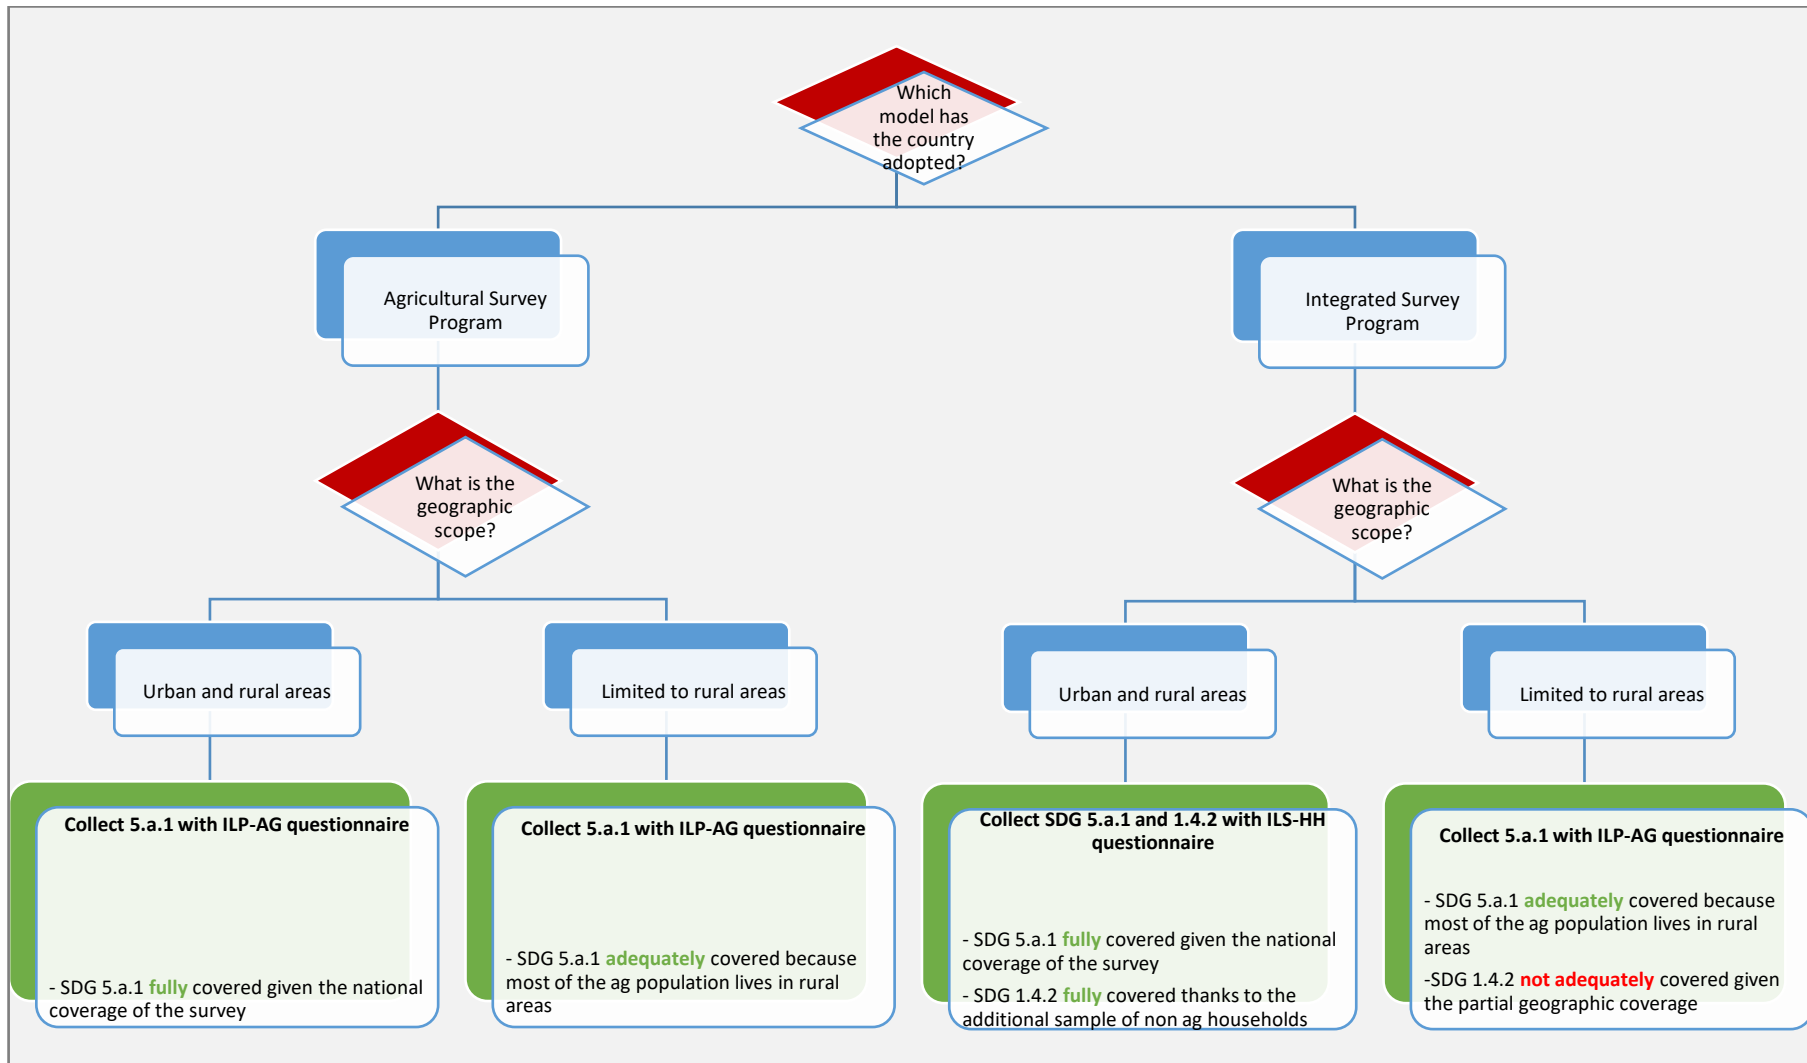 Which
model has
the country
adopted?
Agricultural Survey
Program
Integrated Survey
Program
What is the
geographic
scope?
What is the
geographic
scope?
Urban and rural areas
Limited to rural areas
Urban and rural areas
Limited to rural areas
Collect 5.a.1 with ILP-AG questionnaire
- SDG 5.a.1 fully covered given the national
coverage of the survey
Collect 5.a.1 with ILP-AG questionnaire
- SDG 5.a.1 adequately covered because
most of the ag population lives in rural
areas
Collect SDG 5.a.1 and 1.4.2 with ILS-HH
questionnaire
- SDG 5.a.1 fully covered given the national
coverage of the survey
- SDG 1.4.2 fully covered thanks to the
additional sample of non ag households
Collect 5.a.1 with ILP-AG questionnaire
- SDG 5.a.1 adequately covered because
most of the ag population lives in rural
areas
-SDG 1.4.2 not adequately covered given
the partial geographic coverage